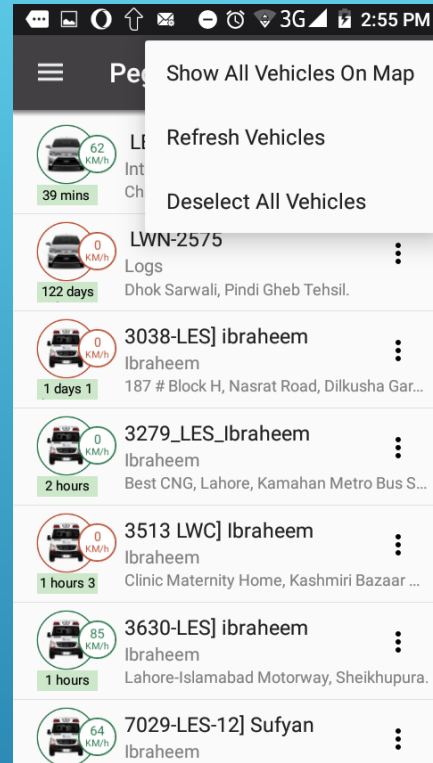 3G 2:55 PM
Pe
Show All Vehicles On Map
Refresh Vehicles
Deselect All Vehicles
62
KM/h
39 mins
LE
Int
Ch
0
KM/h
122 days
LWN-2575
Logs
Dhok Sarwali, Pindi Gheb Tehsil.
0
KM/h
1 days 1
3038-LES] ibraheem
Ibraheem
187 # Block H, Nasrat Road, Dilkusha Gar...
0
KM/h
2 hours
3279_LES_Ibraheem
Ibraheem
Best CNG, Lahore, Kamahan Metro Bus S...
0
KM/h
1 hours 3
3513 LWC] Ibraheem
Ibraheem
Clinic Maternity Home, Kashmiri Bazaar ...
85
KM/h
1 hours
3630-LES] ibraheem
Ibraheem
Lahore-Islamabad Motorway, Sheikhupura.
64
KM/h
7029-LES-12] Sufyan
Ibraheem